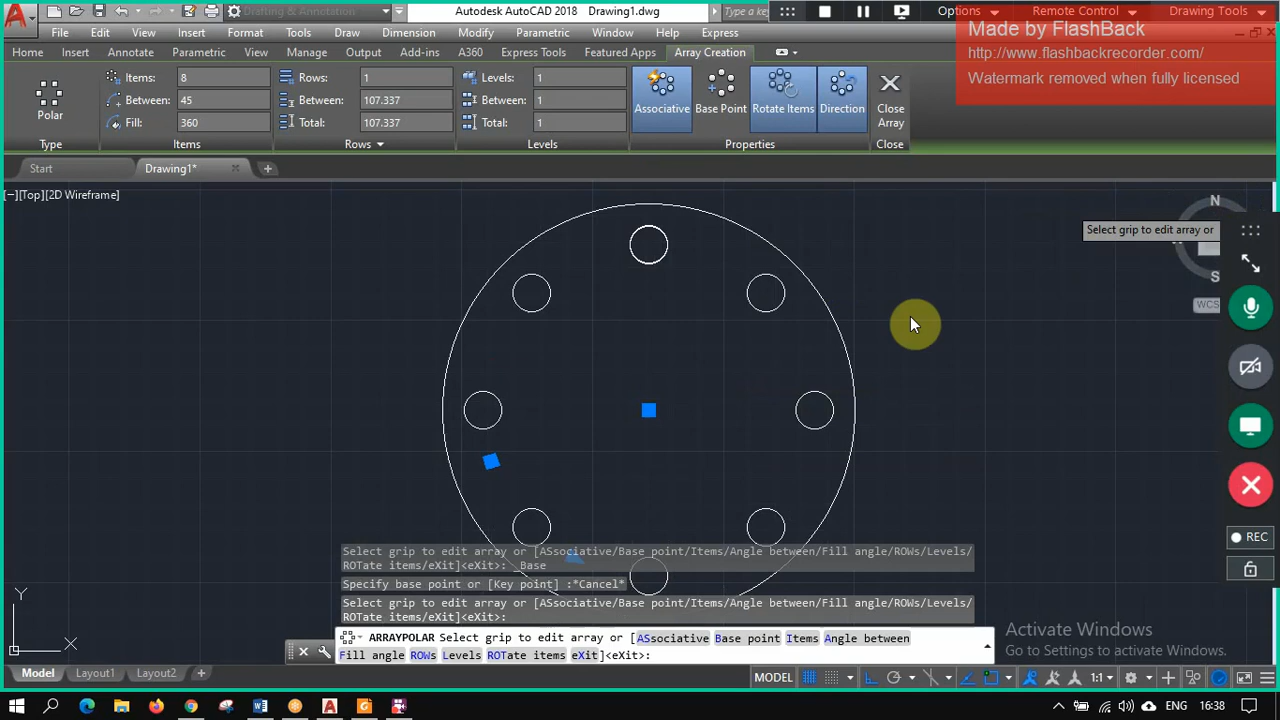 Drafting & Annotation
Autodesk AutoCAD 2018 Drawing1.dwg
Type a key
Options
Remote Control
Drawing Tools
Made by FlashBack
http://www.flashbackrecorder.com/
Watermark removed when fully licensed
File Edit View Insert Format Tools Draw Dimension Modify Parametric Window Help Express
Home Insert Annotate Parametric View Manage Output Add-ins A360 Express Tools Featured Apps Array Creation
Polar
Items: 8
Between: 45
Fill: 360
Rows: 1
Between: 107.337
Total: 107.337
Levels: 1
Between: 1
Total: 1
Associative
Base Point
Rotate Items
Direction
Close
Array
Type Items Rows Levels Properties Close
Start Drawing1* +
[−][Top][2D Wireframe]
N
Select grip to edit array or
S
WCS
REC
Select grip to edit array or [ASsociative/Base point/Items/Angle between/Fill angle/ROWs/Levels/
ROTate items/eXit]<eXit>: _Base
Specify base point or [Key point] :*Cancel*
Select grip to edit array or [ASsociative/Base point/Items/Angle between/Fill angle/ROWs/Levels/
ROTate items/eXit]<eXit>:
ARRAYPOLAR Select grip to edit array or [ASsociative Base point Items Angle between
Fill angle ROWs Levels ROTate items eXit]<eXit>:
Y
X
Activate Windows
Go to Settings to activate Windows.
Model Layout1 Layout2 +
MODEL
1:1
ENG
16:38